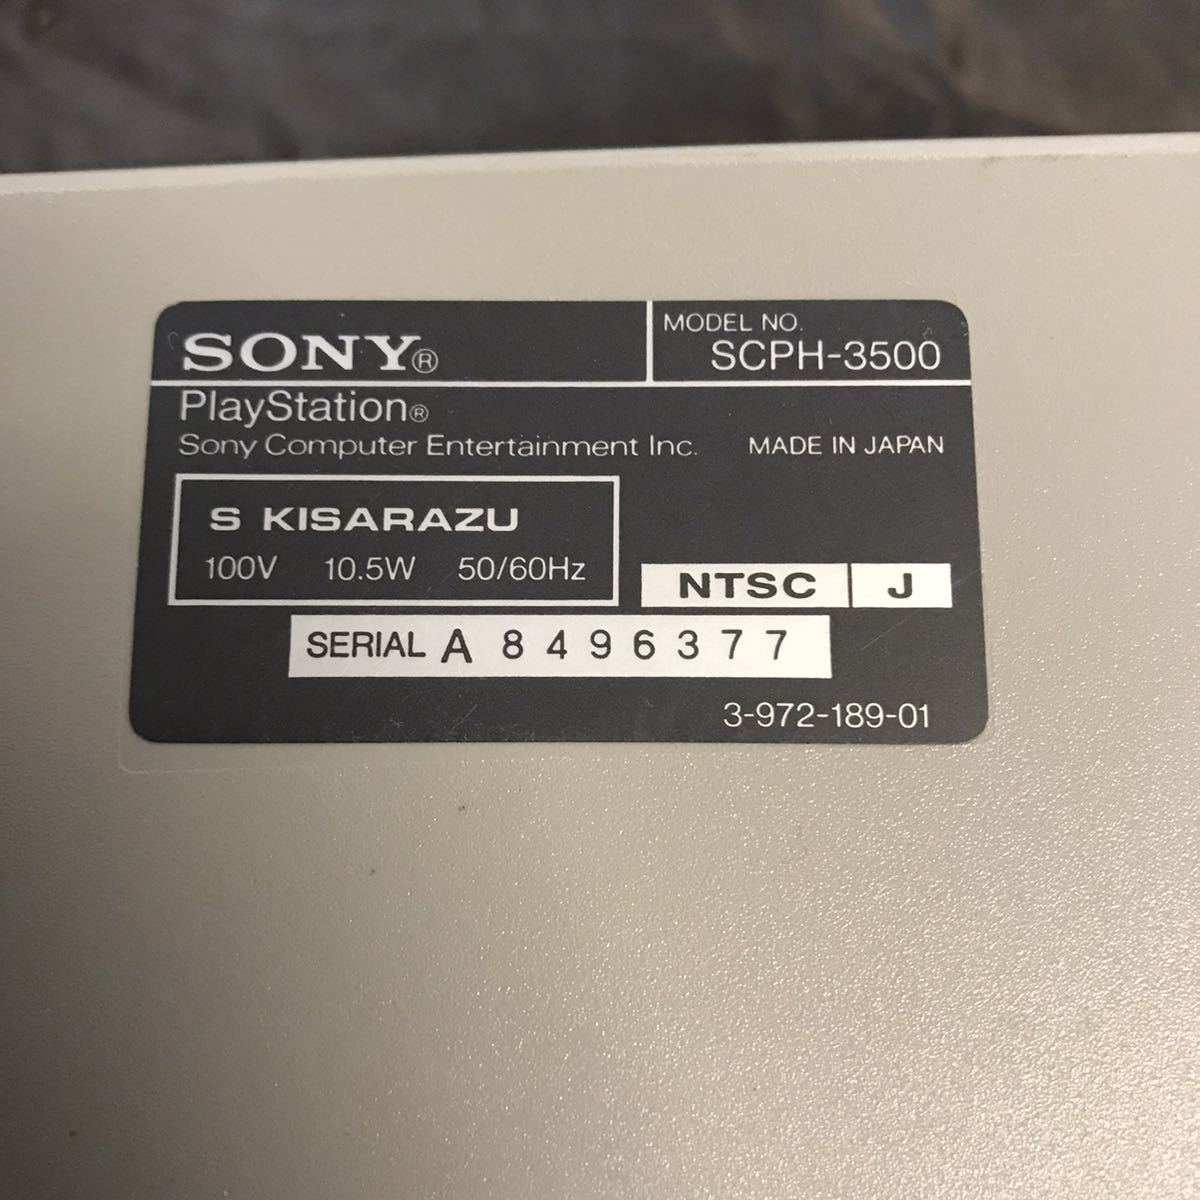 SONY®
MODEL NO.
SCPH-3500
PlayStation®
Sony Computer Entertainment Inc. MADE IN JAPAN
S KISARAZU
100V 10.5W 50/60Hz
NTSC J
SERIAL A 8496377
3-972-189-01